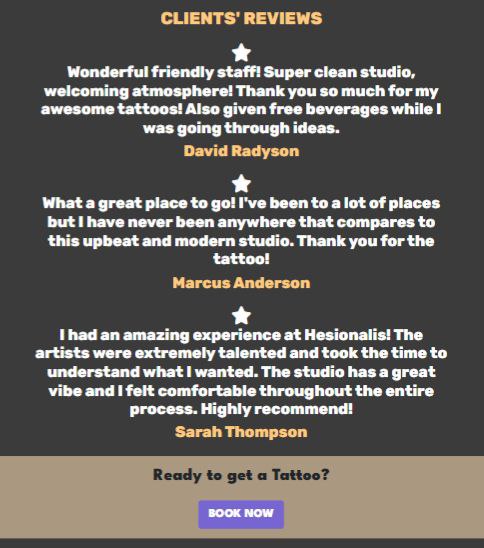 CLIENTS' REVIEWS
Wonderful friendly staff! Super clean studio,
welcoming atmosphere! Thank you so much for my
awesome tattoos! Also given free beverages while I
was going through ideas.
David Radyson
What a great place to go! I've been to a lot of places
but I have never been anywhere that compares to
this upbeat and modern studio. Thank you for the
tattoo!
Marcus Anderson
I had an amazing experience at Hesionalis! The
artists were extremely talented and took the time to
understand what I wanted. The studio has a great
vibe and I felt comfortable throughout the entire
process. Highly recommend!
Sarah Thompson
Ready to get a Tattoo?
BOOK NOW